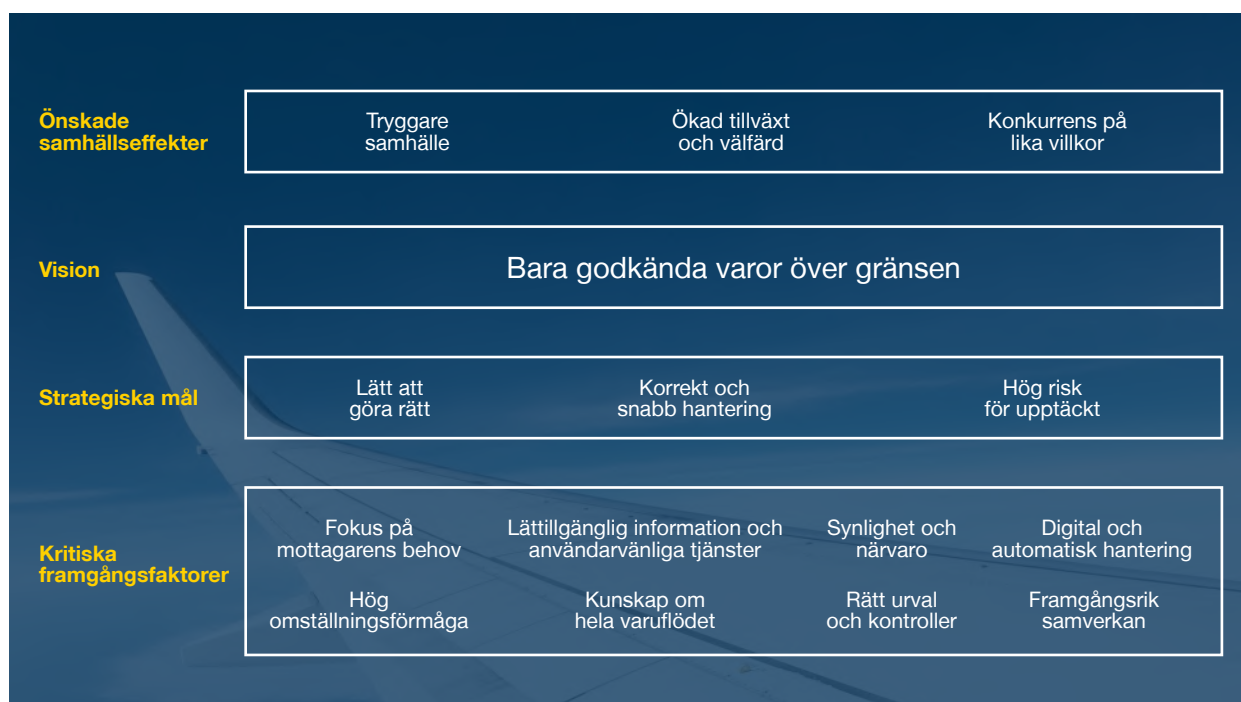 Önskade
samhällseffekter
Tryggare
samhälle
Ökad tillväxt
och välfärd
Konkurrens på
lika villkor
Vision
Bara godkända varor över gränsen
Strategiska mål
Lätt att
göra rätt
Korrekt och
snabb hantering
Hög risk
för upptäckt
Kritiska
framgångsfaktorer
Fokus på
mottagarens behov
Lättillgänglig information och
användarvänliga tjänster
Synlighet och
närvaro
Digital och
automatisk hantering
Hög
omställningsförmåga
Kunskap om
hela varuflödet
Rätt urval
och kontroller
Framgångsrik
samverkan